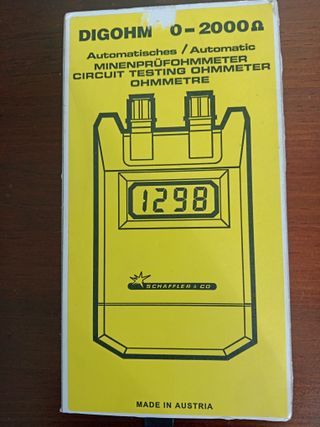 DIGOHM 0-2000Ω
Automatisches / Automatic
MINENPRÜFOHMMETER
CIRCUIT TESTING OHMMETER
OHMMETRE
1298
SCHAFFLER & CO
MADE IN AUSTRIA